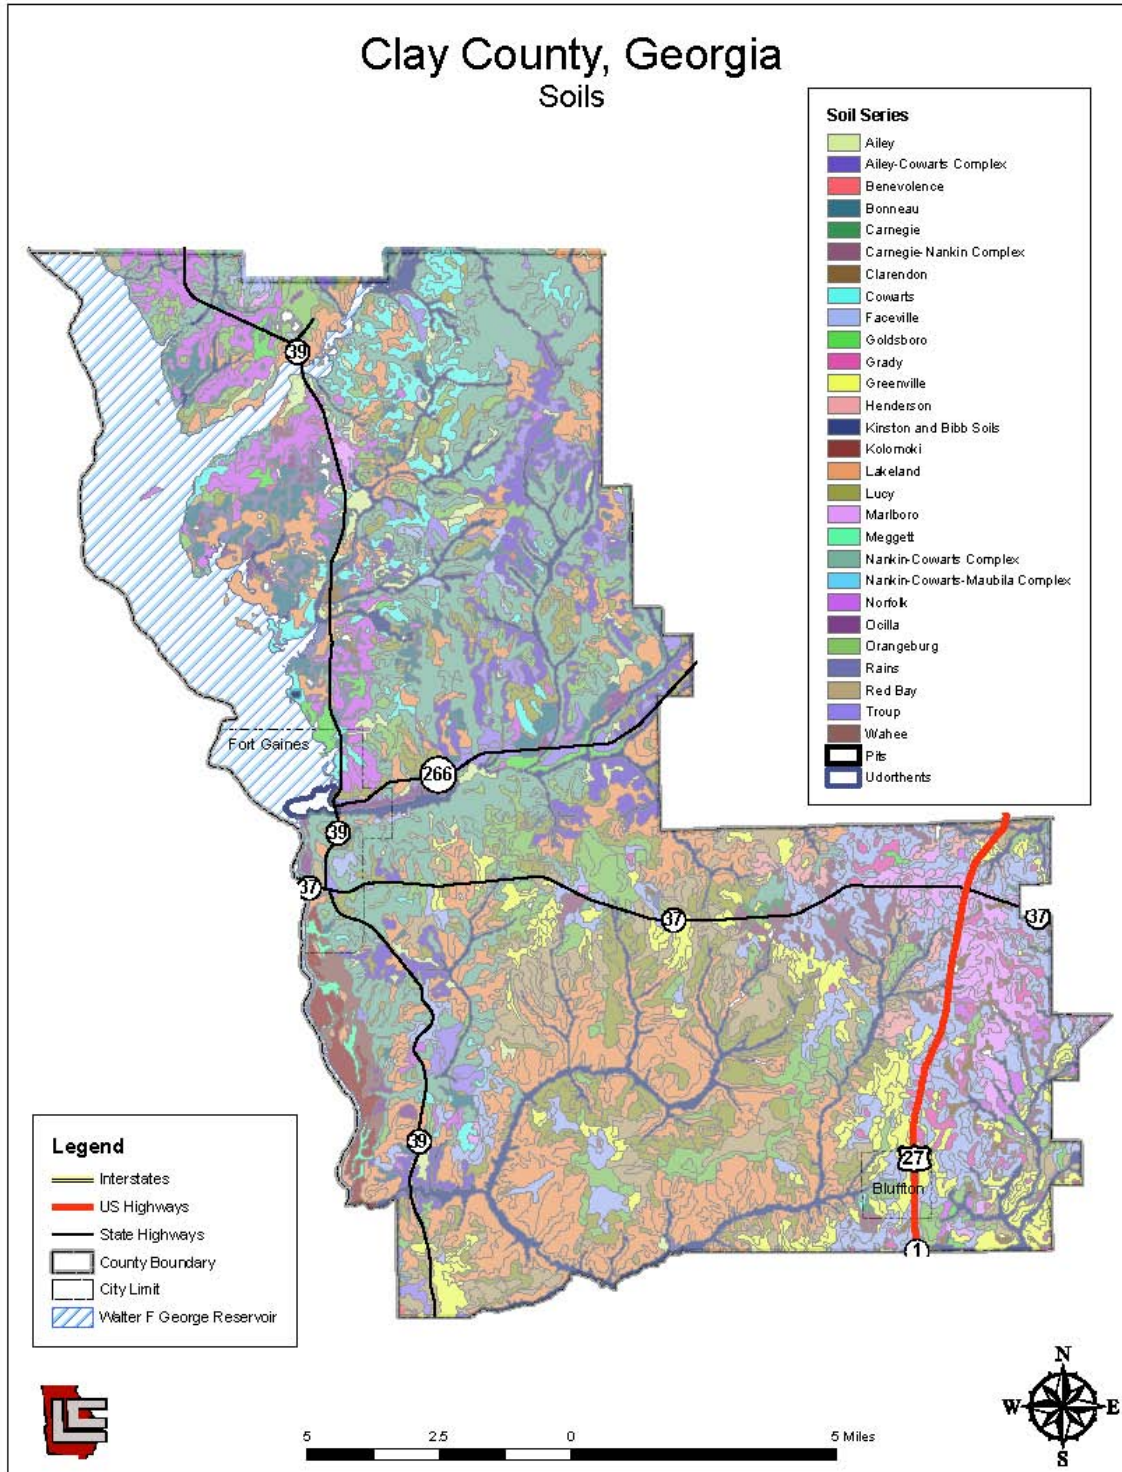 Clay County, Georgia
Soils
Soil Series
Ailey
Ailey-Cowarts Complex
Benevolence
Bonneau
Carnegie
Carnegie-Nankin Complex
Clarendon
Cowarts
Faceville
Goldsboro
Grady
Greenville
Henderson
Kinston and Bibb Soils
Kolomoki
Lakeland
Lucy
Marlboro
Meggett
Nankin-Cowarts Complex
Nankin-Cowarts-Maubila Complex
Norfolk
Ocilla
Orangeburg
Rains
Red Bay
Troup
Wahee
Pits
Udorthents
39
Fort Gaines
266
39
37
37
37
39
27
Bluffton
1
Legend
Interstates
US Highways
State Highways
County Boundary
City Limit
Walter F George Reservoir
N
W E
S
5 2.5 0 5 Miles